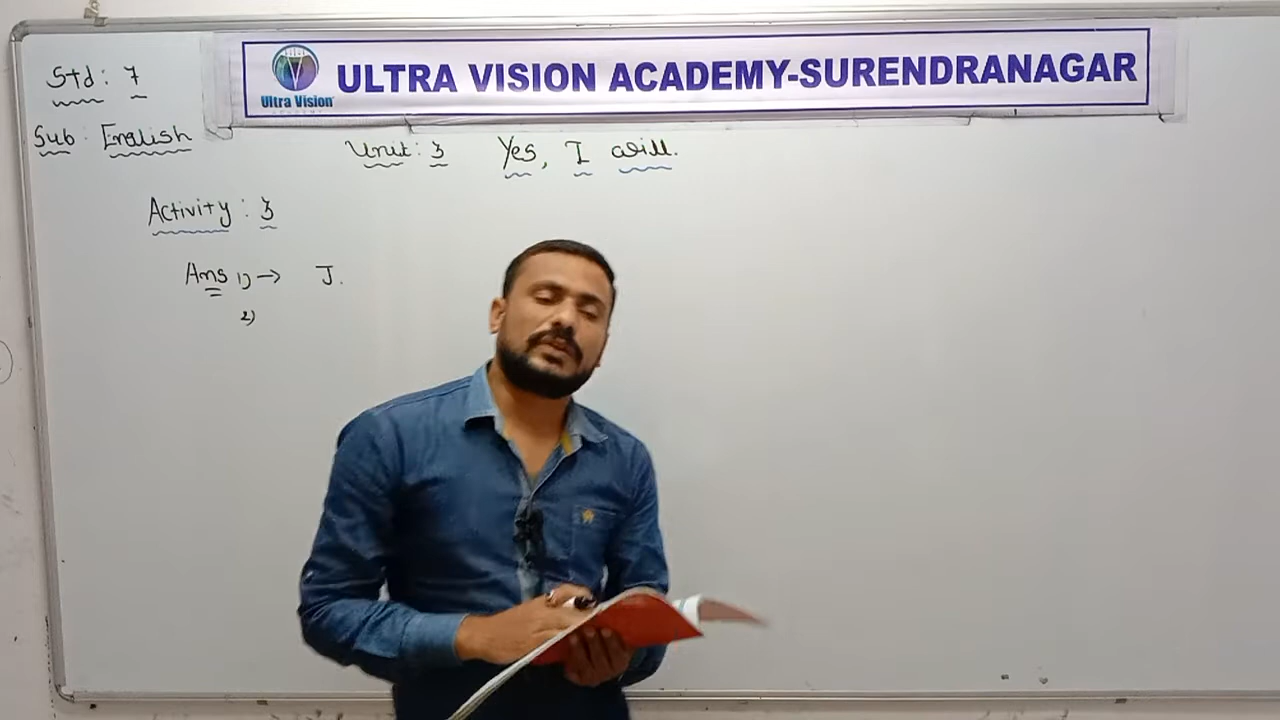 ULTRA VISION ACADEMY-SURENDRANAGAR
Ultra Vision
Std: 7
Sub: English
Unit: 3 Yes, I will.
Activity: 3
Ans 1) → J.
2)